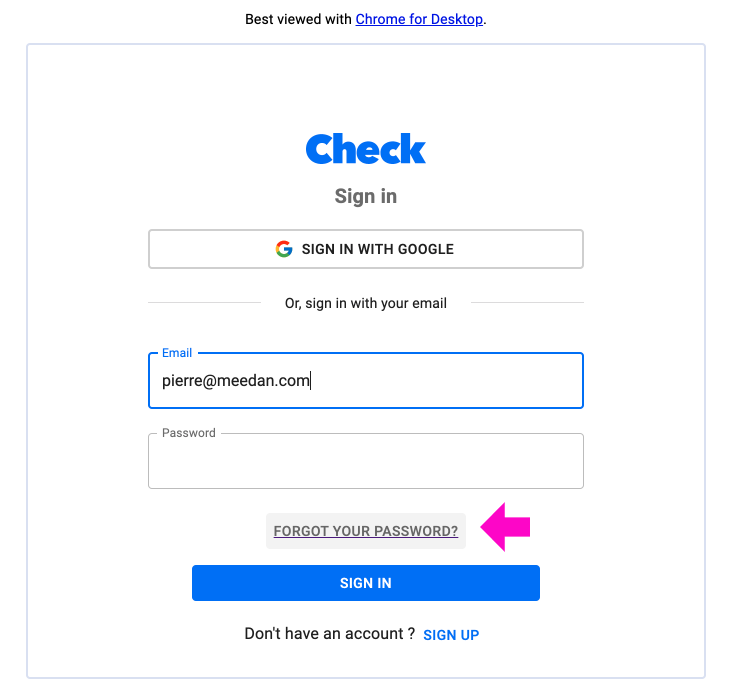 Best viewed with Chrome for Desktop.
Check
Sign in
SIGN IN WITH GOOGLE
Or, sign in with your email
Email
pierre@meedan.com
Password
FORGOT YOUR PASSWORD?
SIGN IN
Don't have an account ? SIGN UP